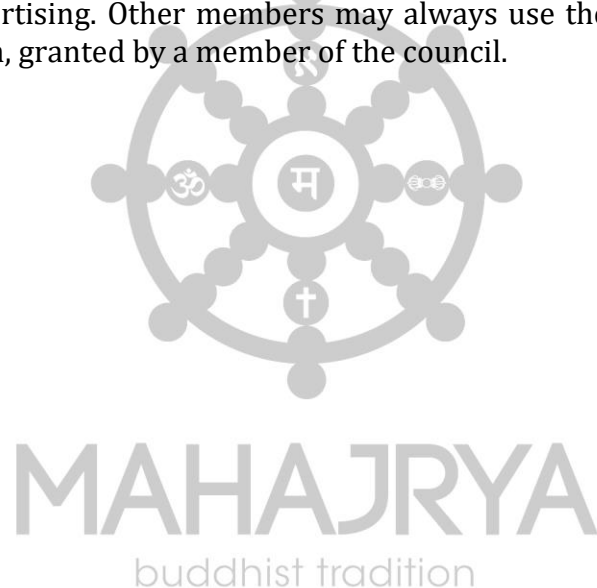 rtising. Other members may always use the
, granted by a member of the council.
א
ॐ
म
MAHAJRYA
buddhist tradition